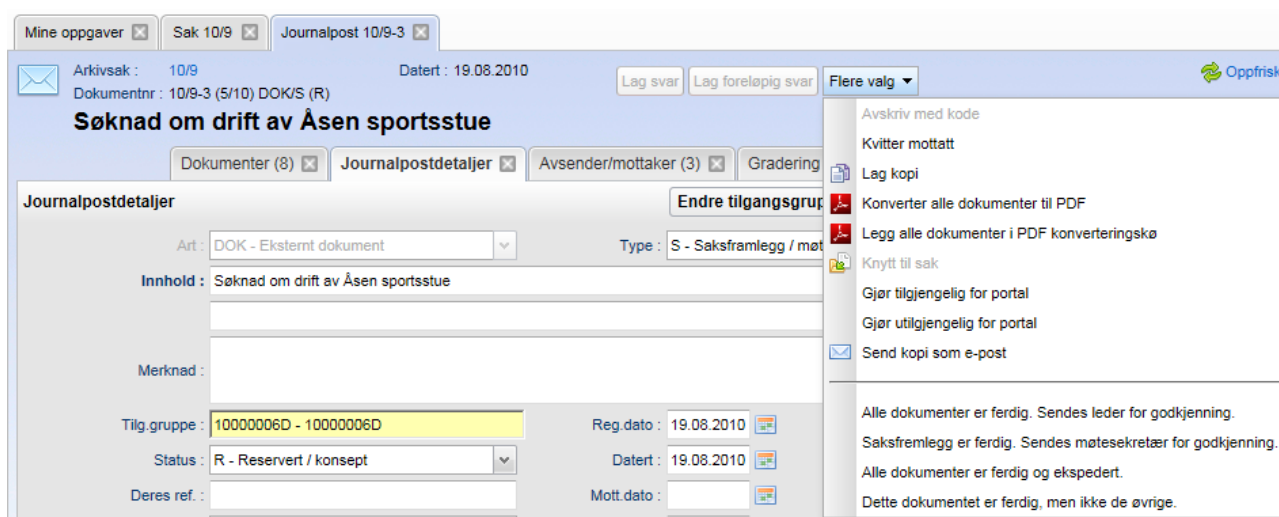 Mine oppgaver Sak 10/9 Journalpost 10/9-3
Arkivsak : 10/9 Datert : 19.08.2010 Lag svar Lag foreløpig svar Flere valg Oppfrisk
Dokumentnr : 10/9-3 (5/10) DOK/S (R)
Søknad om drift av Åsen sportsstue
Dokumenter (8) Journalpostdetaljer Avsender/mottaker (3) Gradering
Journalpostdetaljer Endre tilgangsgrup
Art : DOK - Eksternt dokument Type : S - Saksframlegg / møt
Innhold : Søknad om drift av Åsen sportsstue
Merknad :
Tilg.gruppe : 10000006D - 10000006D Reg.dato : 19.08.2010
Status : R - Reservert / konsept Datert : 19.08.2010
Deres ref. : Mott.dato :
Avskriv med kode
Kvitter mottatt
Lag kopi
Konverter alle dokumenter til PDF
Legg alle dokumenter i PDF konverteringskø
Knytt til sak
Gjør tilgjengelig for portal
Gjør utilgjengelig for portal
Send kopi som e-post
Alle dokumenter er ferdig. Sendes leder for godkjenning.
Saksfremlegg er ferdig. Sendes møtesekretær for godkjenning.
Alle dokumenter er ferdig og ekspedert.
Dette dokumentet er ferdig, men ikke de øvrige.